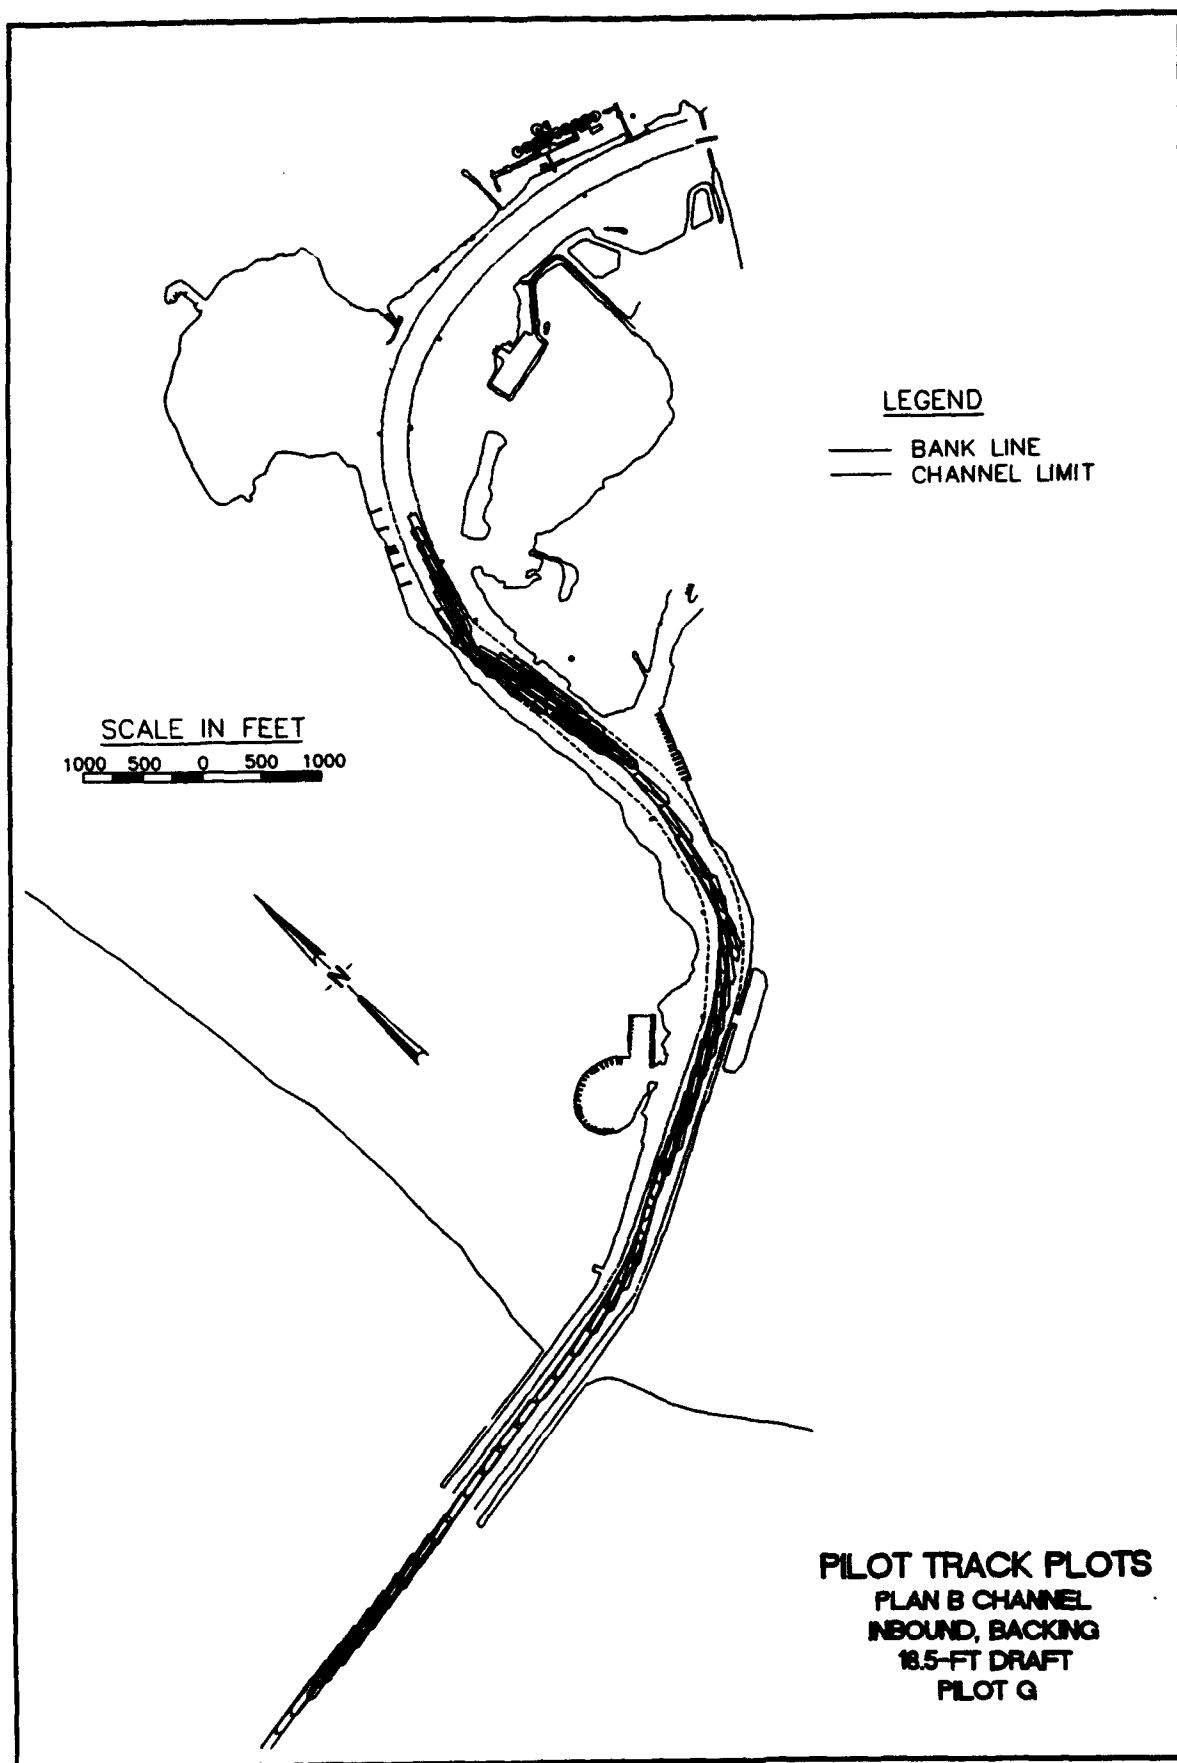 LEGEND
BANK LINE
CHANNEL LIMIT
SCALE IN FEET
1000 500 0 500 1000
N
PILOT TRACK PLOTS
PLAN B CHANNEL
INBOUND, BACKING
18.5-FT DRAFT
PILOT G